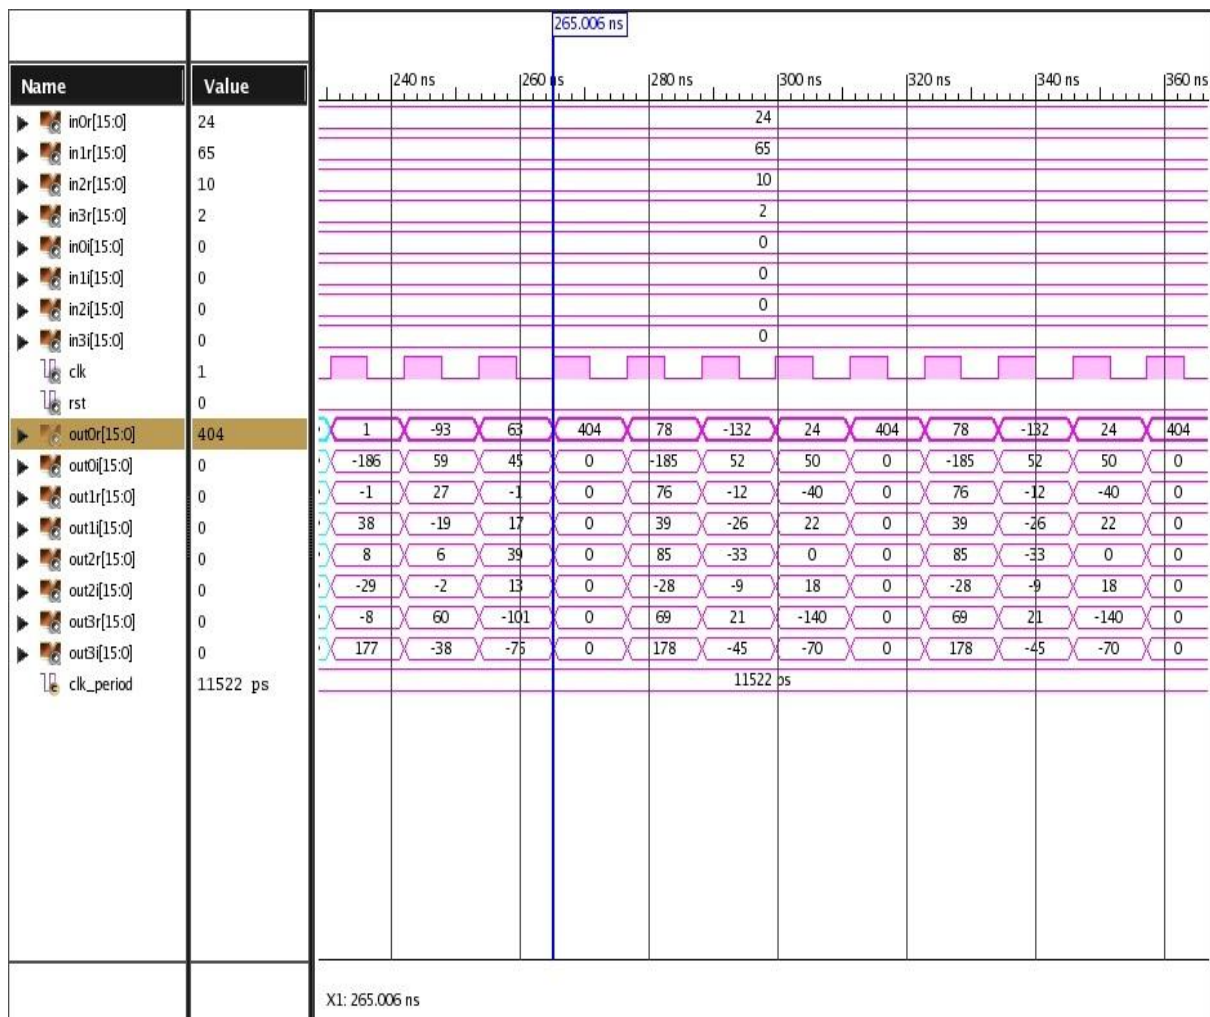 265.006 ns
Name Value 240 ns 260 ns 280 ns 300 ns 320 ns 340 ns 360 ns
in0r[15:0] 24 24
in1r[15:0] 65 65
in2r[15:0] 10 10
in3r[15:0] 2 2
in0i[15:0] 0 0
in1i[15:0] 0 0
in2i[15:0] 0 0
in3i[15:0] 0 0
clk 1
rst 0
out0r[15:0] 404 1 -93 63 404 78 -132 24 404 78 -132 24 404
out0i[15:0] 0 -186 59 45 0 -185 52 50 0 -185 52 50 0
out1r[15:0] 0 -1 27 -1 0 76 -12 -40 0 76 -12 -40 0
out1i[15:0] 0 38 -19 17 0 39 -26 22 0 39 -26 22 0
out2r[15:0] 0 8 6 39 0 85 -33 0 0 85 -33 0 0
out2i[15:0] 0 -29 -2 13 0 -28 -9 18 0 -28 -9 18 0
out3r[15:0] 0 -8 60 -101 0 69 21 -140 0 69 21 -140 0
out3i[15:0] 0 177 -38 -75 0 178 -45 -70 0 178 -45 -70 0
clk_period 11522 ps 11522 ps
X1: 265.006 ns